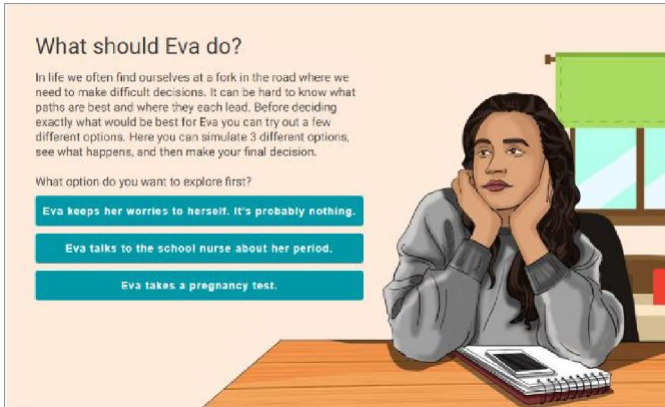 What should Eva do?
In life we often find ourselves at a fork in the road where we
need to make difficult decisions. It can be hard to know what
paths are best and where they each lead. Before deciding
exactly what would be best for Eva you can try out a few
different options. Here you can simulate 3 different options,
see what happens, and then make your final decision.
What option do you want to explore first?
Eva keeps her worries to herself. It's probably nothing.
Eva talks to the school nurse about her period.
Eva takes a pregnancy test.